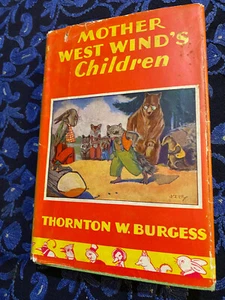 MOTHER
WEST WIND'S
Children
THORNTON W. BURGESS